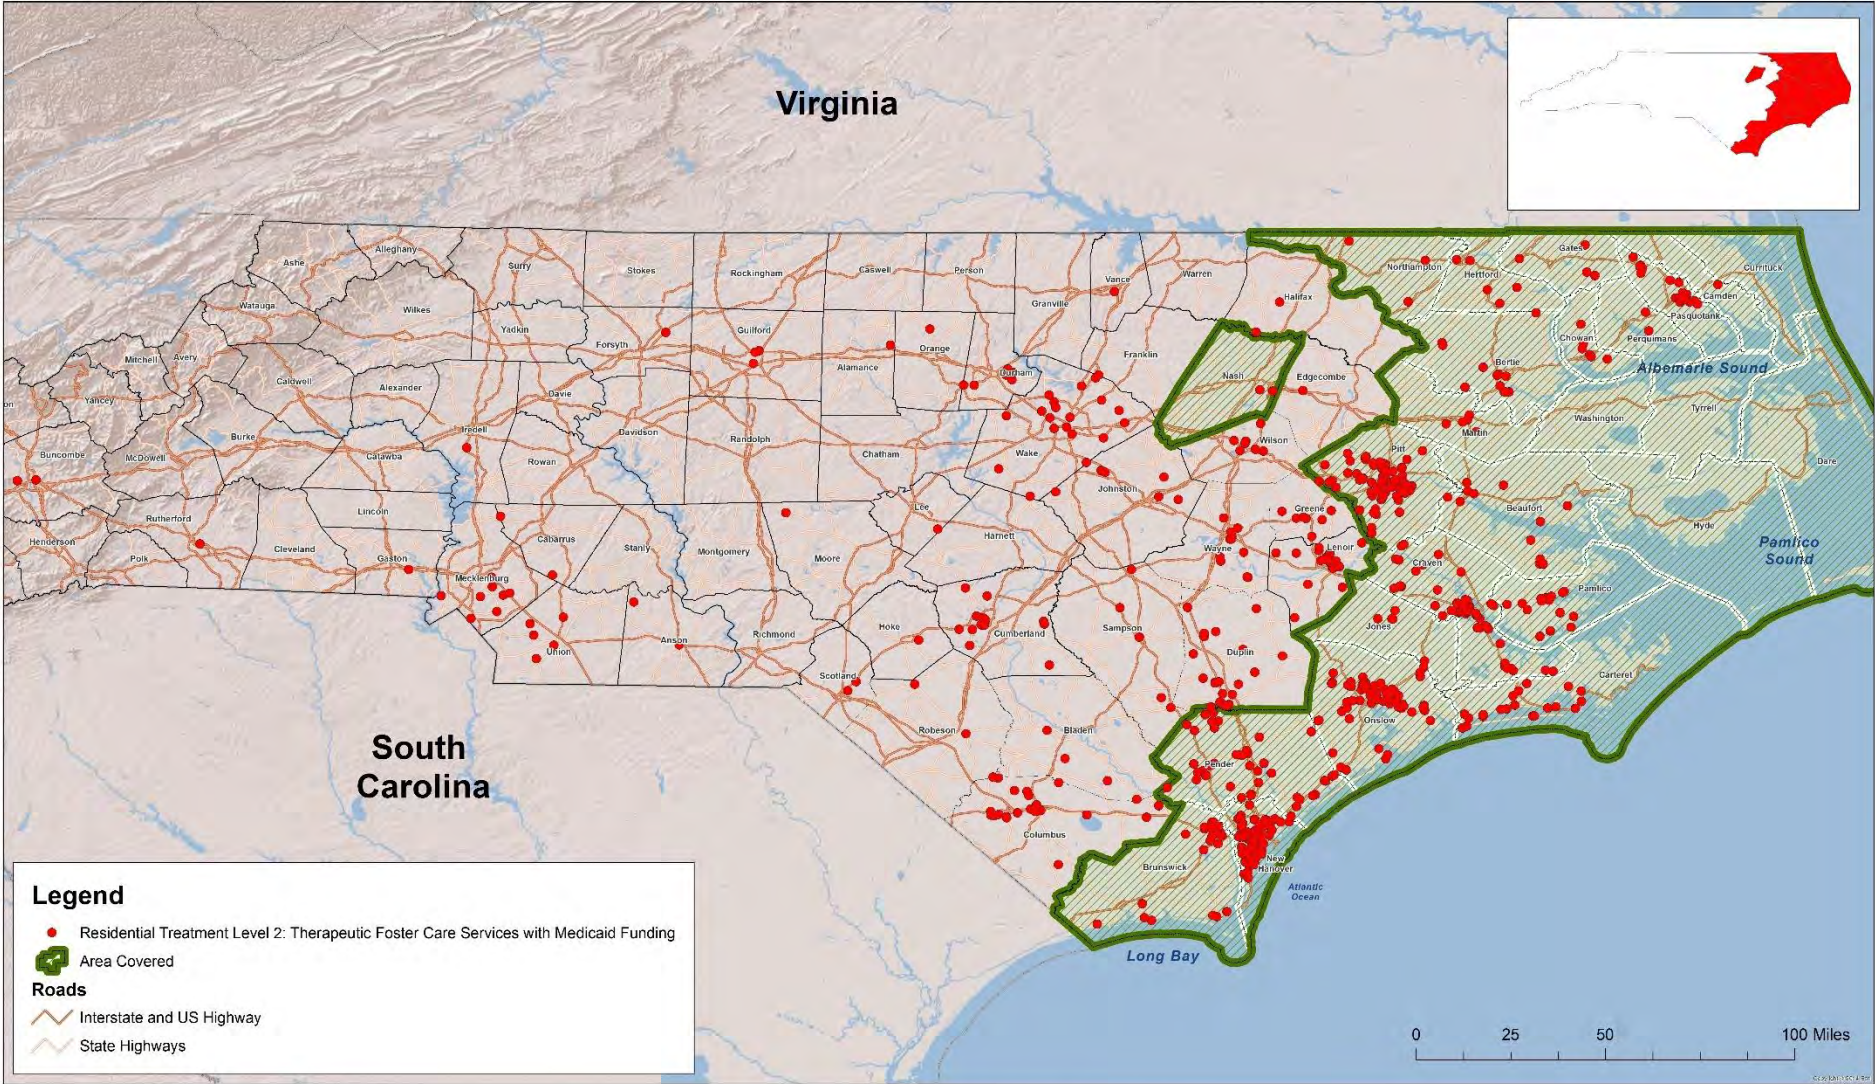 Virginia
Alleghany
Ashe
Surry
Stokes
Rockingham
Caswell
Person
Vance
Warren
Northampton
Hertford
Gates
Currituck
Camden
Pasquotank
Granville
Halifax
Watauga
Wilkes
Yadkin
Forsyth
Guilford
Alamance
Orange
Durham
Franklin
Nash
Edgecombe
Bertie
Chowan
Perquimans
Albemarle Sound
Mitchell
Avery
Yancey
Caldwell
Alexander
Davie
Iredell
Davidson
Randolph
Chatham
Wake
Wilson
Martin
Washington
Tyrrell
Dare
Buncombe
McDowell
Burke
Catawba
Rowan
Johnston
Pitt
Rutherford
Lincoln
Lee
Greene
Beaufort
Hyde
Henderson
Polk
Cleveland
Gaston
Cabarrus
Stanly
Montgomery
Moore
Harnett
Wayne
Lenoir
Craven
Pamlico
Sound
Mecklenburg
Pamlico
Union
Anson
Richmond
Hoke
Cumberland
Sampson
Duplin
Jones
Scotland
Carteret
Onslow
South
Carolina
Robeson
Bladen
Pender
Columbus
Brunswick
New
Hanover
Atlantic
Ocean
Long Bay
Legend
Residential Treatment Level 2: Therapeutic Foster Care Services with Medicaid Funding
Area Covered
Roads
Interstate and US Highway
State Highways
0 25 50 100 Miles